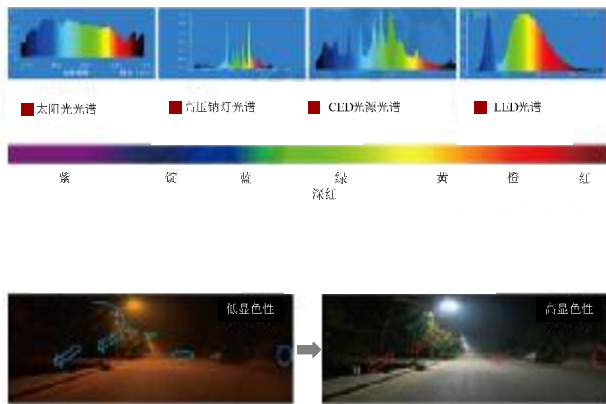 太阳光光谱
高压钠灯光谱
CED光源光谱
LED光谱
紫 锭 蓝 绿 黄 橙 红
深红
低显色性
高显色性